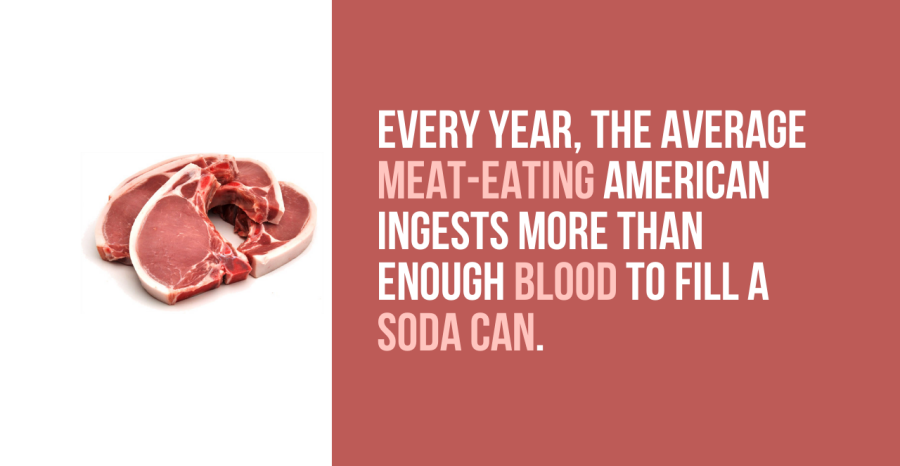 EVERY YEAR, THE AVERAGE
MEAT-EATING AMERICAN
INGESTS MORE THAN
ENOUGH BLOOD TO FILL A
SODA CAN.